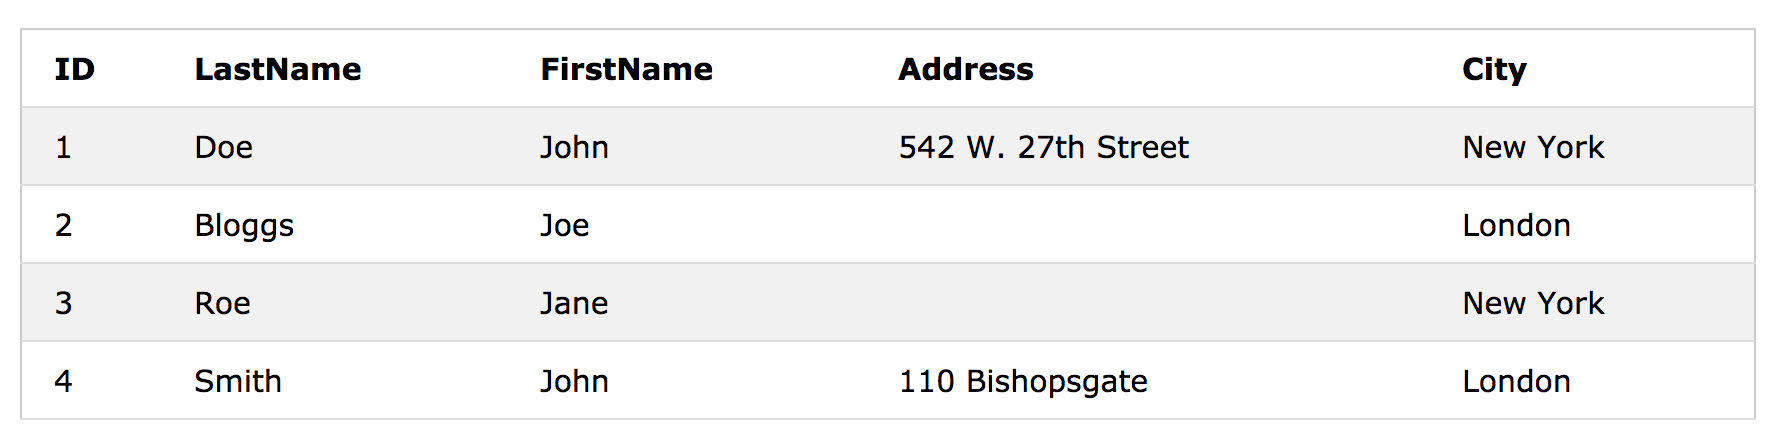 ID LastName FirstName Address City
1 Doe John 542 W. 27th Street New York
2 Bloggs Joe London
3 Roe Jane New York
4 Smith John 110 Bishopsgate London